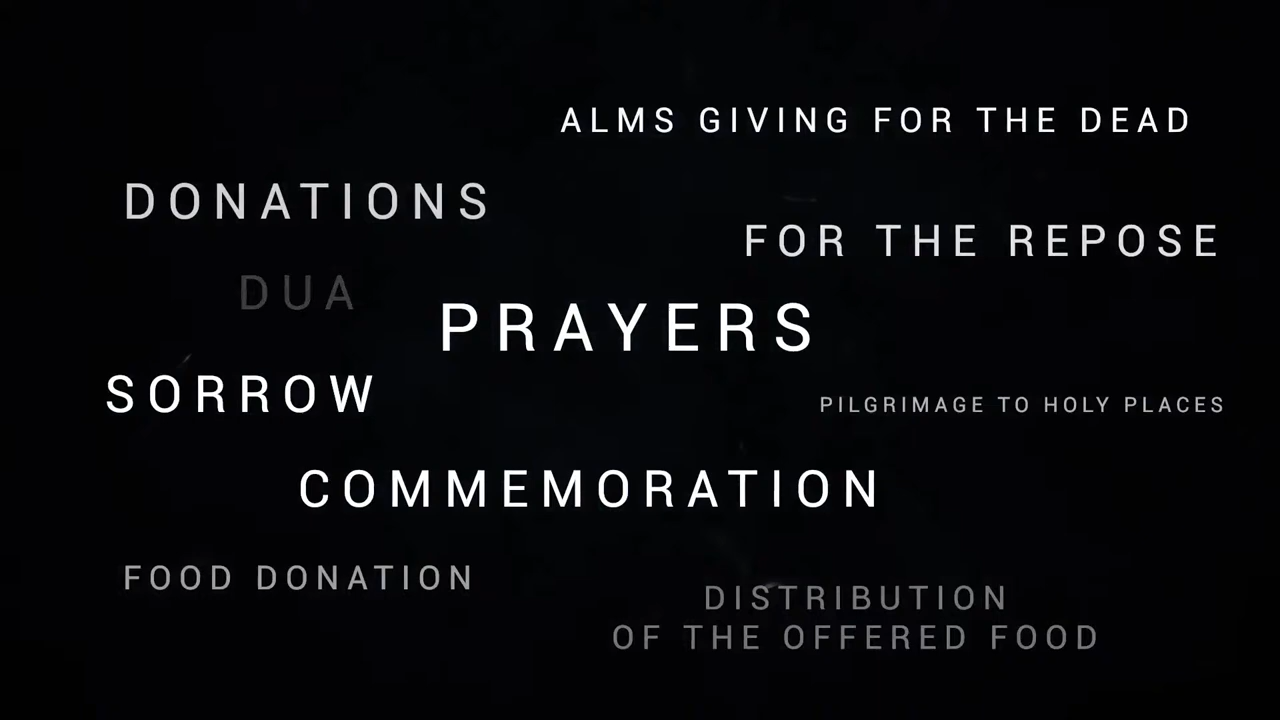 ALMS GIVING FOR THE DEAD
DONATIONS
FOR THE REPOSE
DUA
PRAYERS
SORROW
PILGRIMAGE TO HOLY PLACES
COMMEMORATION
FOOD DONATION
DISTRIBUTION
OF THE OFFERED FOOD